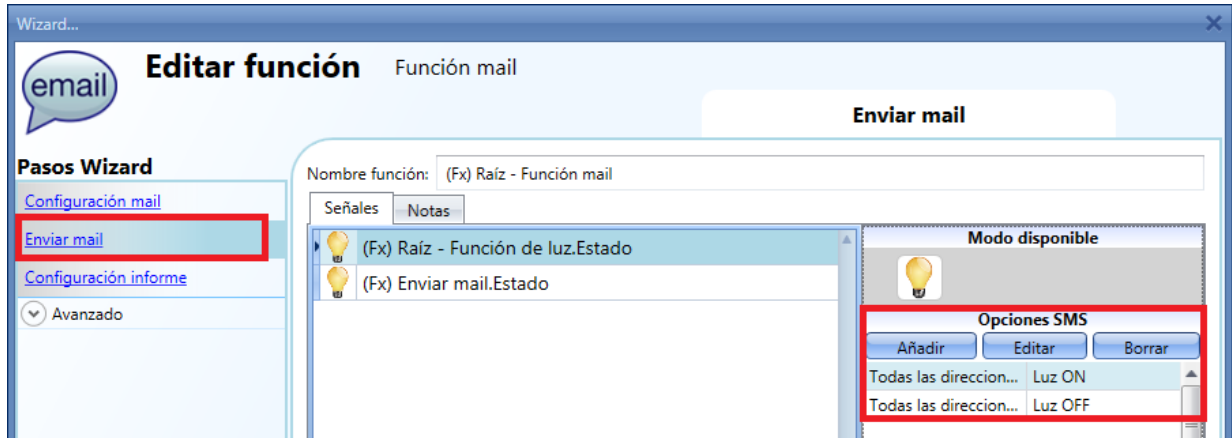 Wizard...
email
Editar función Función mail
Enviar mail
Pasos Wizard
Configuración mail
Enviar mail
Configuración informe
Avanzado
Nombre función: (Fx) Raíz - Función mail
Señales Notas
(Fx) Raíz - Función de luz.Estado
(Fx) Enviar mail.Estado
Modo disponible
Opciones SMS
Añadir Editar Borrar
Todas las direccion... Luz ON
Todas las direccion... Luz OFF